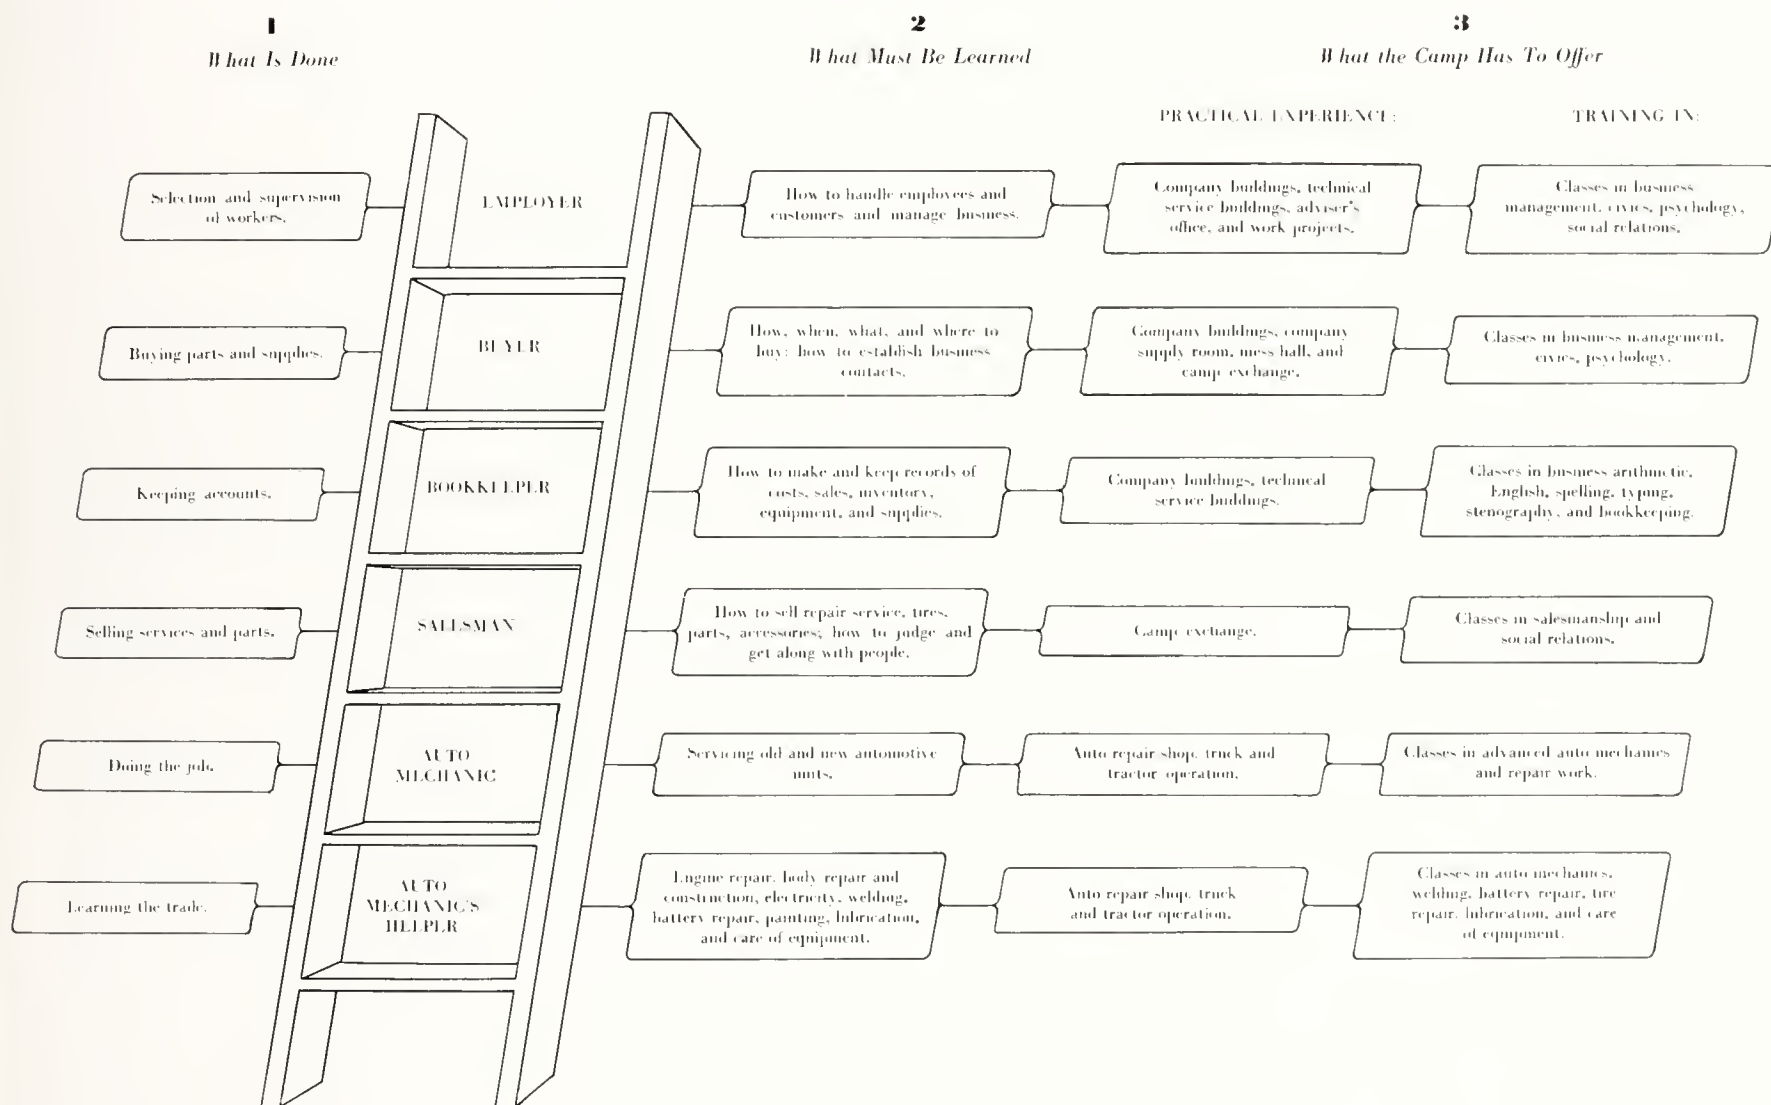 1
What Is Done
2
What Must Be Learned
3
What the Camp Has To Offer
PRACTICAL EXPERIENCE:
TRAINING IN:
Selection and supervision
of workers.
EMPLOYER
How to handle employees and
customers and manage business.
Company buildings, technical
service buildings, adviser's
office, and work projects.
Classes in business
management, civics, psychology,
social relations.
Buying parts and supplies.
BUYER
How, when, what, and where to
buy; how to establish business
contacts.
Company buildings, company
supply room, mess hall, and
camp exchange.
Classes in business management,
civics, psychology.
Keeping accounts.
BOOKKEEPER
How to make and keep records of
costs, sales, inventory,
equipment, and supplies.
Company buildings, technical
service buildings.
Classes in business arithmetic,
English, spelling, typing,
stenography, and bookkeeping.
Selling services and parts.
SALESMAN
How to sell repair service, tires,
parts, accessories; how to judge and
get along with people.
Camp exchange.
Classes in salesmanship and
social relations.
Doing the job.
AUTO
MECHANIC
Servicing old and new automotive
units.
Auto repair shop, truck and
tractor operation.
Classes in advanced auto mechanics
and repair work.
Learning the trade.
AUTO
MECHANIC'S
HELPER
Engine repair, body repair and
construction, electricity, welding,
battery repair, painting, lubrication,
and care of equipment.
Auto repair shop, truck
and tractor operation.
Classes in auto mechanics,
welding, battery repair, tire
repair, lubrication, and care
of equipment.